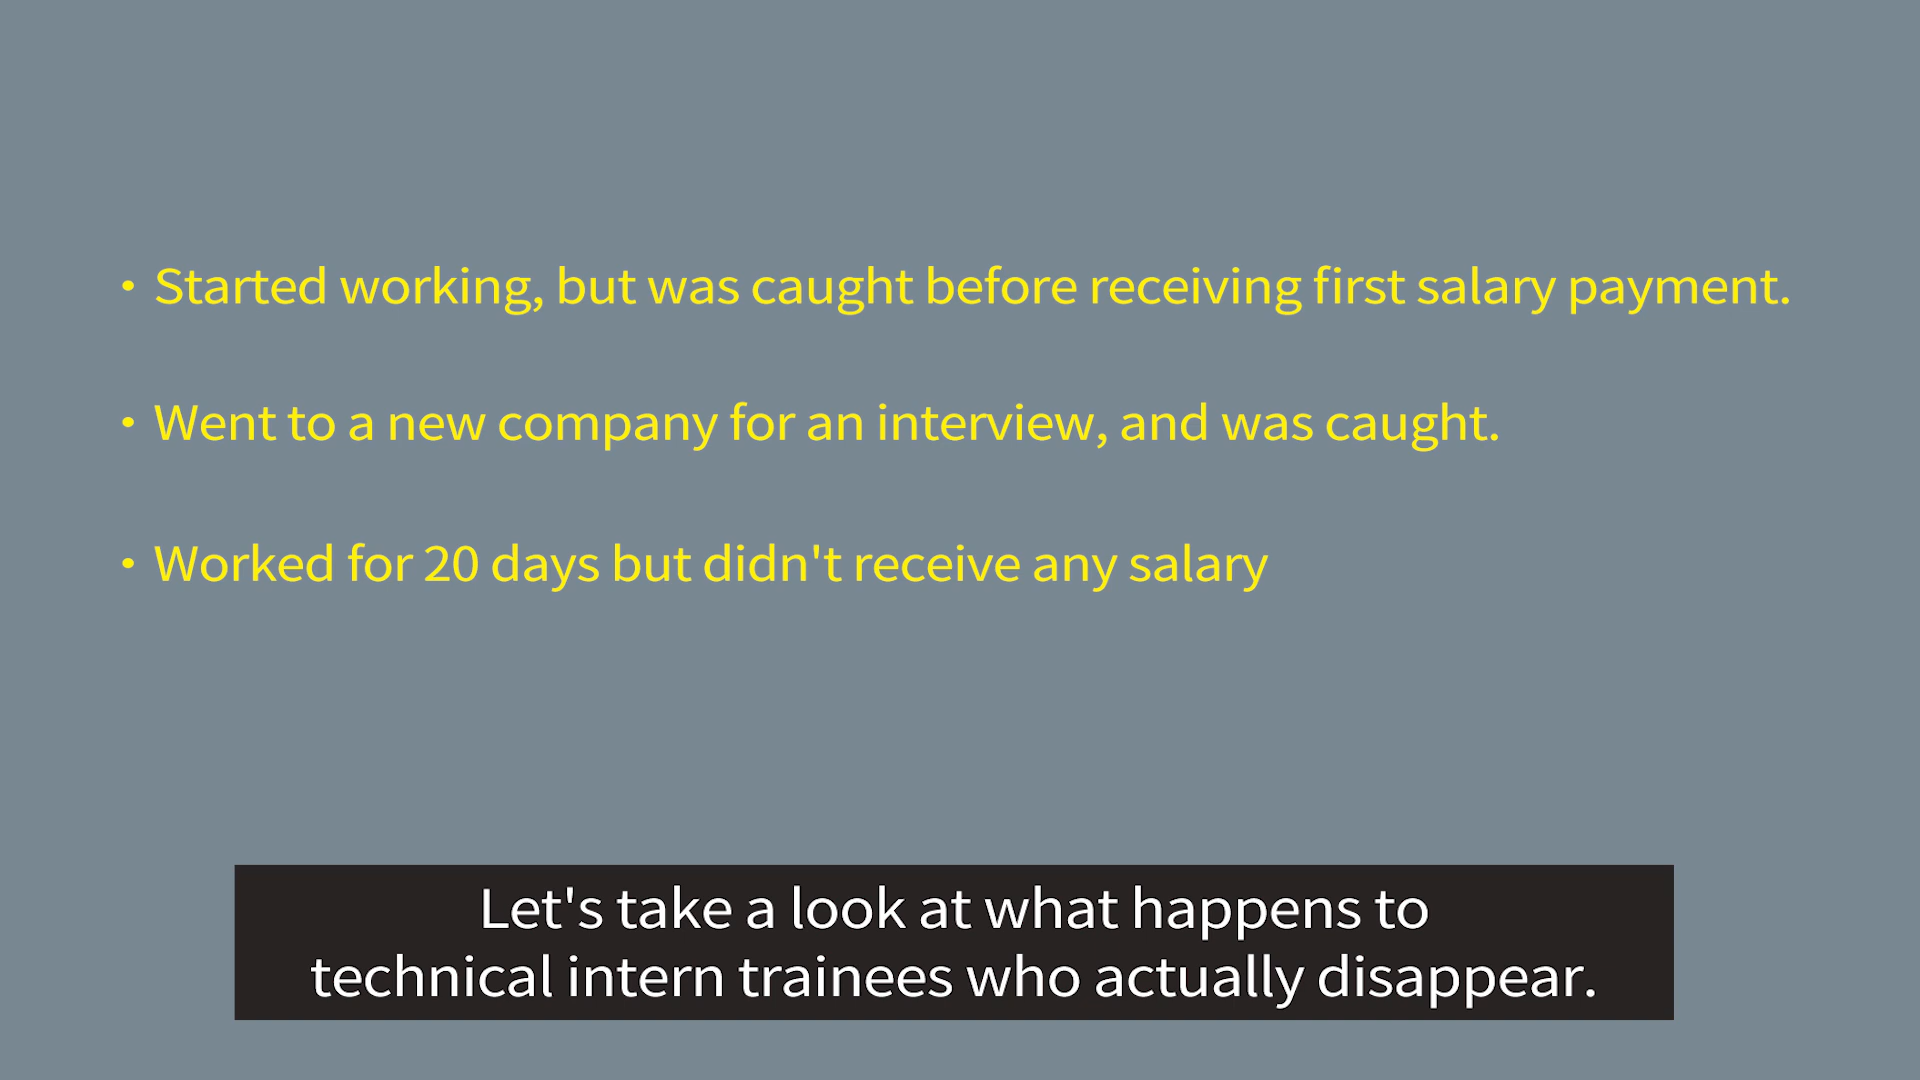 ・Started working, but was caught before receiving first salary payment.
・Went to a new company for an interview, and was caught.
・Worked for 20 days but didn't receive any salary
Let's take a look at what happens to
technical intern trainees who actually disappear.